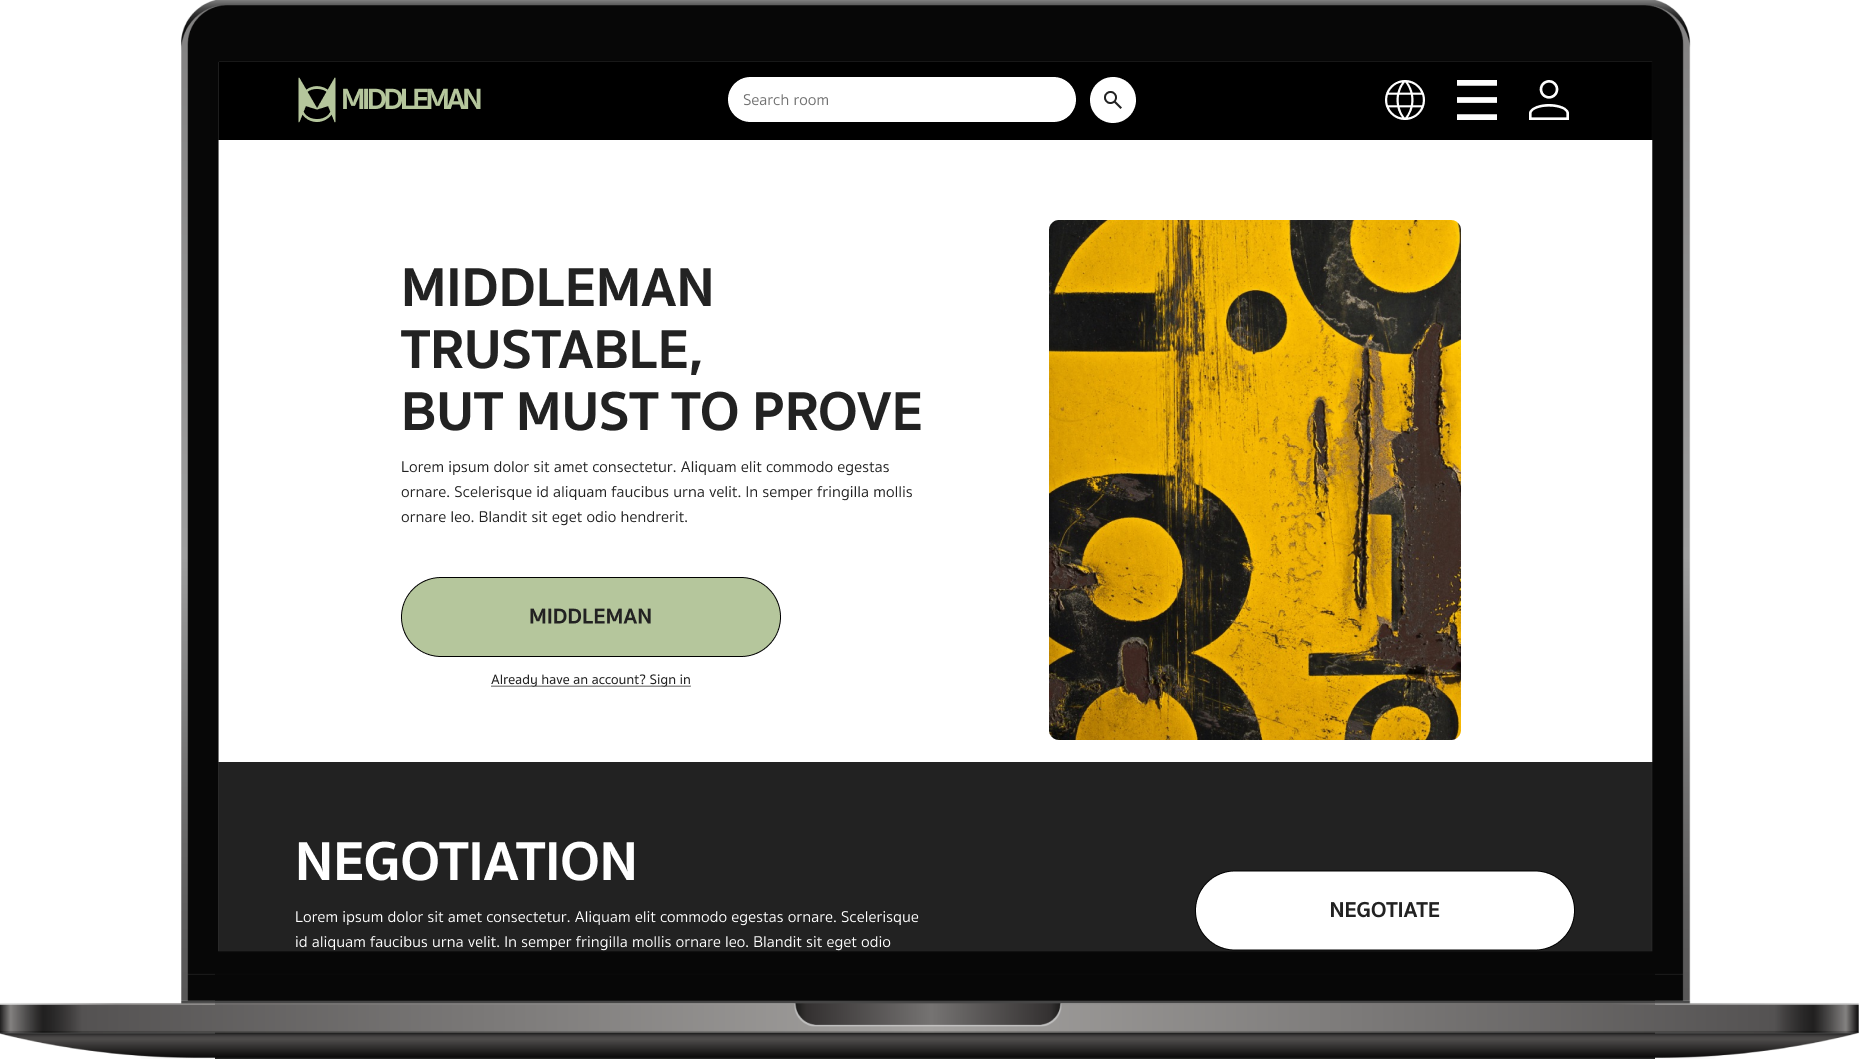 MIDDLEMAN
Search room
MIDDLEMAN
TRUSTABLE,
BUT MUST TO PROVE
Lorem ipsum dolor sit amet consectetur. Aliquam elit commodo egestas
ornare. Scelerisque id aliquam faucibus urna velit. In semper fringilla mollis
ornare leo. Blandit sit eget odio hendrerit.
MIDDLEMAN
Already have an account? Sign in
NEGOTIATION
Lorem ipsum dolor sit amet consectetur. Aliquam elit commodo egestas ornare. Scelerisque
id aliquam faucibus urna velit. In semper fringilla mollis ornare leo. Blandit sit eget odio
NEGOTIATE